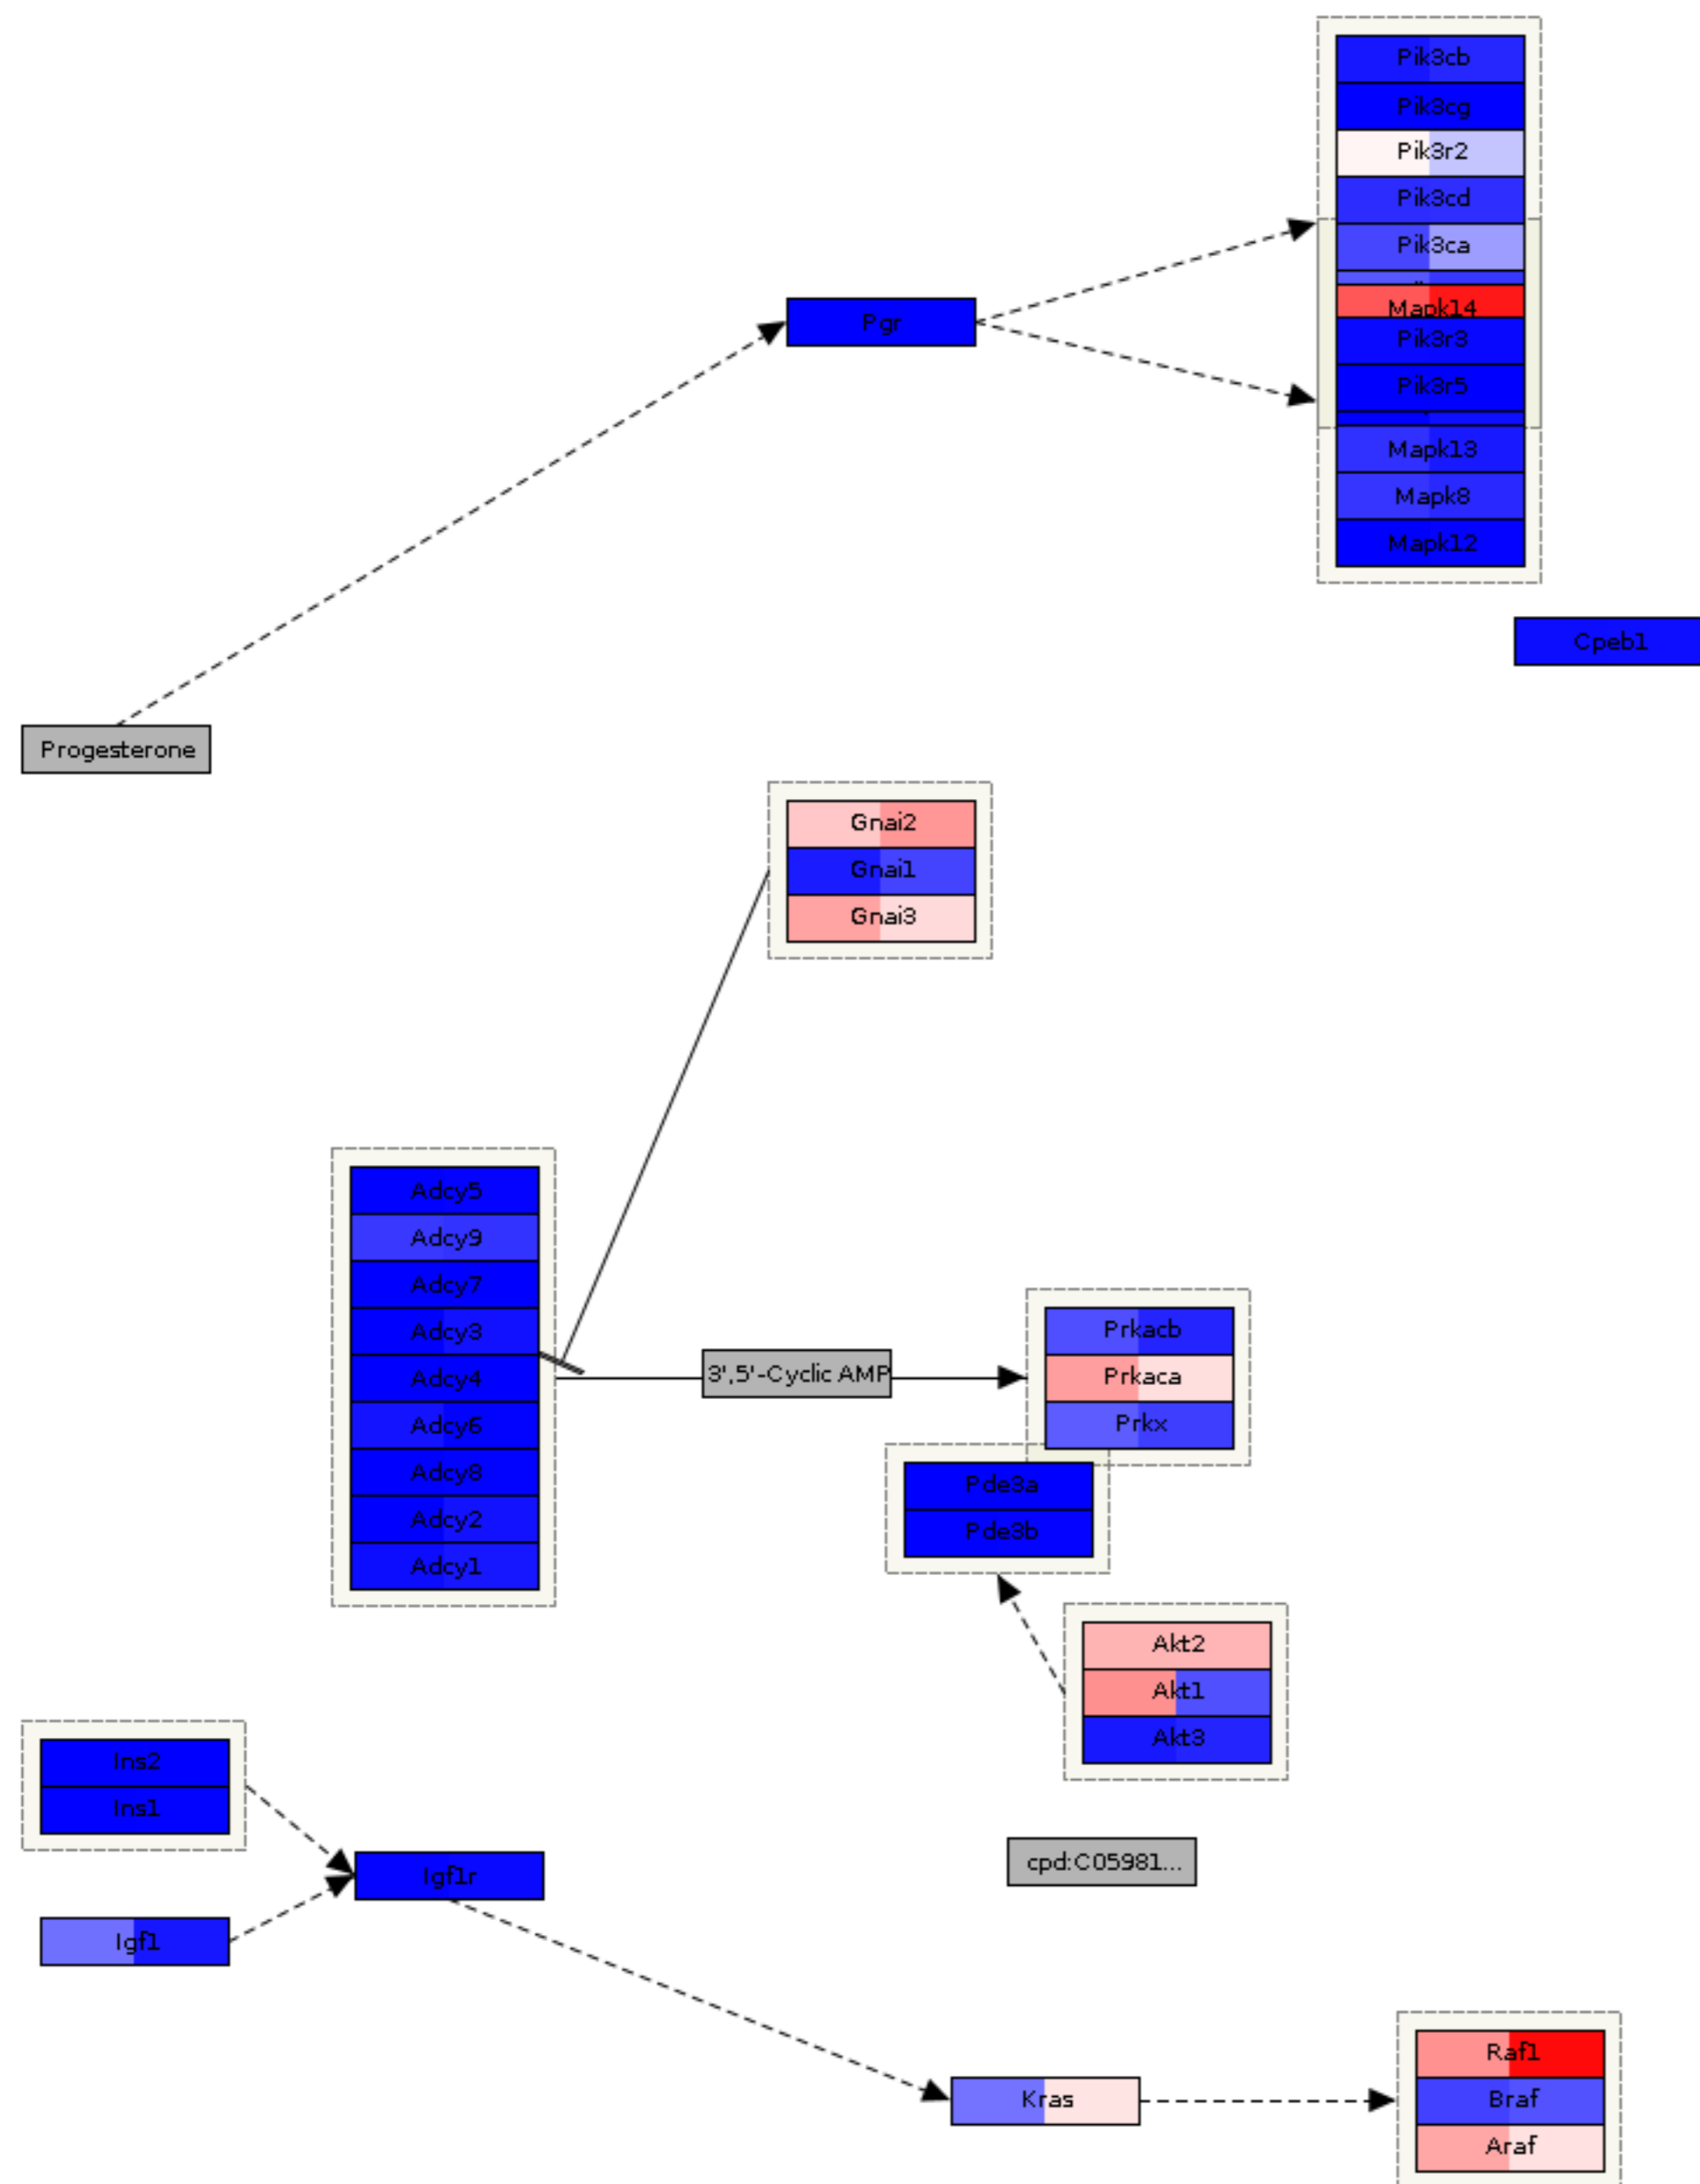 Pik3cb
Pik3cg
Pik3r2
Pik3cd
Pik3ca
Mapk14
Pik3r3
Pik3r5
Mapk13
Mapk8
Mapk12
Pgr
Cpeb1
Progesterone
Gnai2
Gnai1
Gnai3
Adcy5
Adcy9
Adcy7
Adcy3
Adcy4
Adcy6
Adcy8
Adcy2
Adcy1
3',5'-Cyclic AMP
Prkacb
Prkaca
Prkx
Pde3a
Pde3b
Akt2
Akt1
Akt3
Ins2
Ins1
Igf1r
Igf1
cpd:C05981...
Kras
Raf1
Braf
Araf